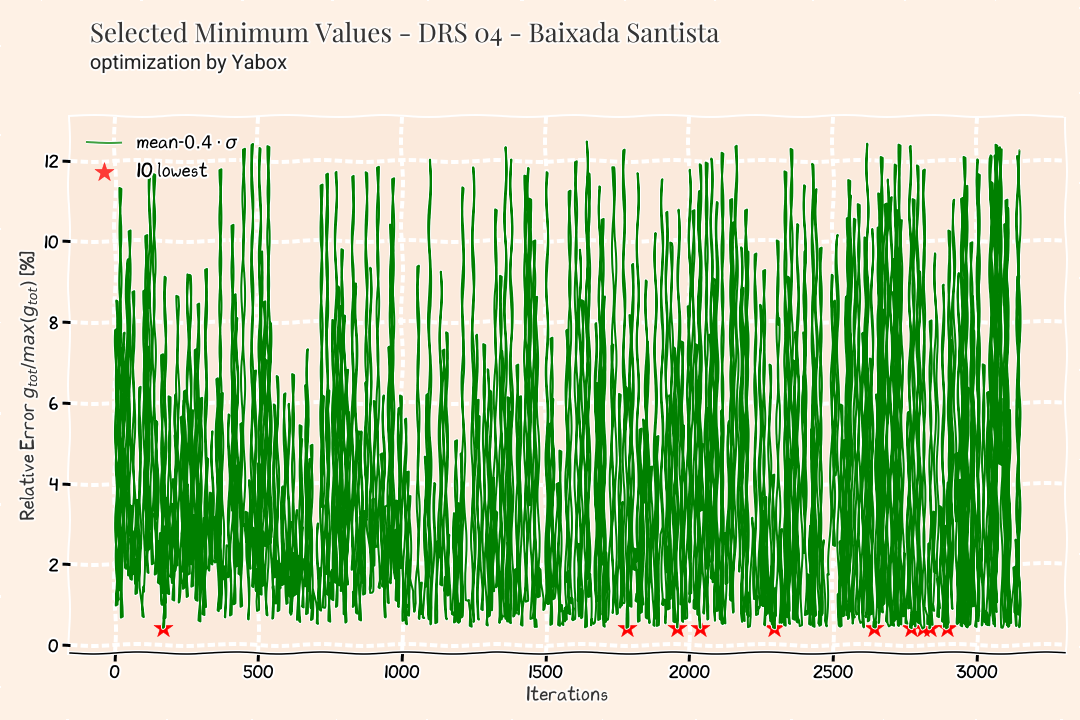 Selected Minimum Values - DRS 04 - Baixada Santista
optimization by Yabox
mean-0.4 · σ
10 lowest
12
10
8
6
4
2
0
Relative Error g_tot/max(g_tot) [%]
0 500 1000 1500 2000 2500 3000
Iterations